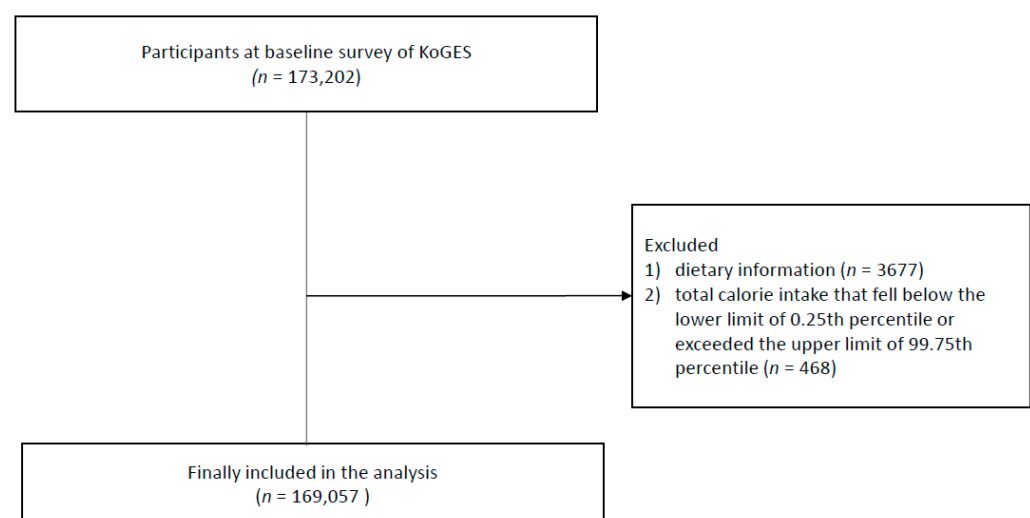 Participants at baseline survey of KoGES
(n = 173,202)
Excluded
1) dietary information (n = 3677)
2) total calorie intake that fell below the
lower limit of 0.25th percentile or
exceeded the upper limit of 99.75th
percentile (n = 468)
Finally included in the analysis
(n = 169,057 )